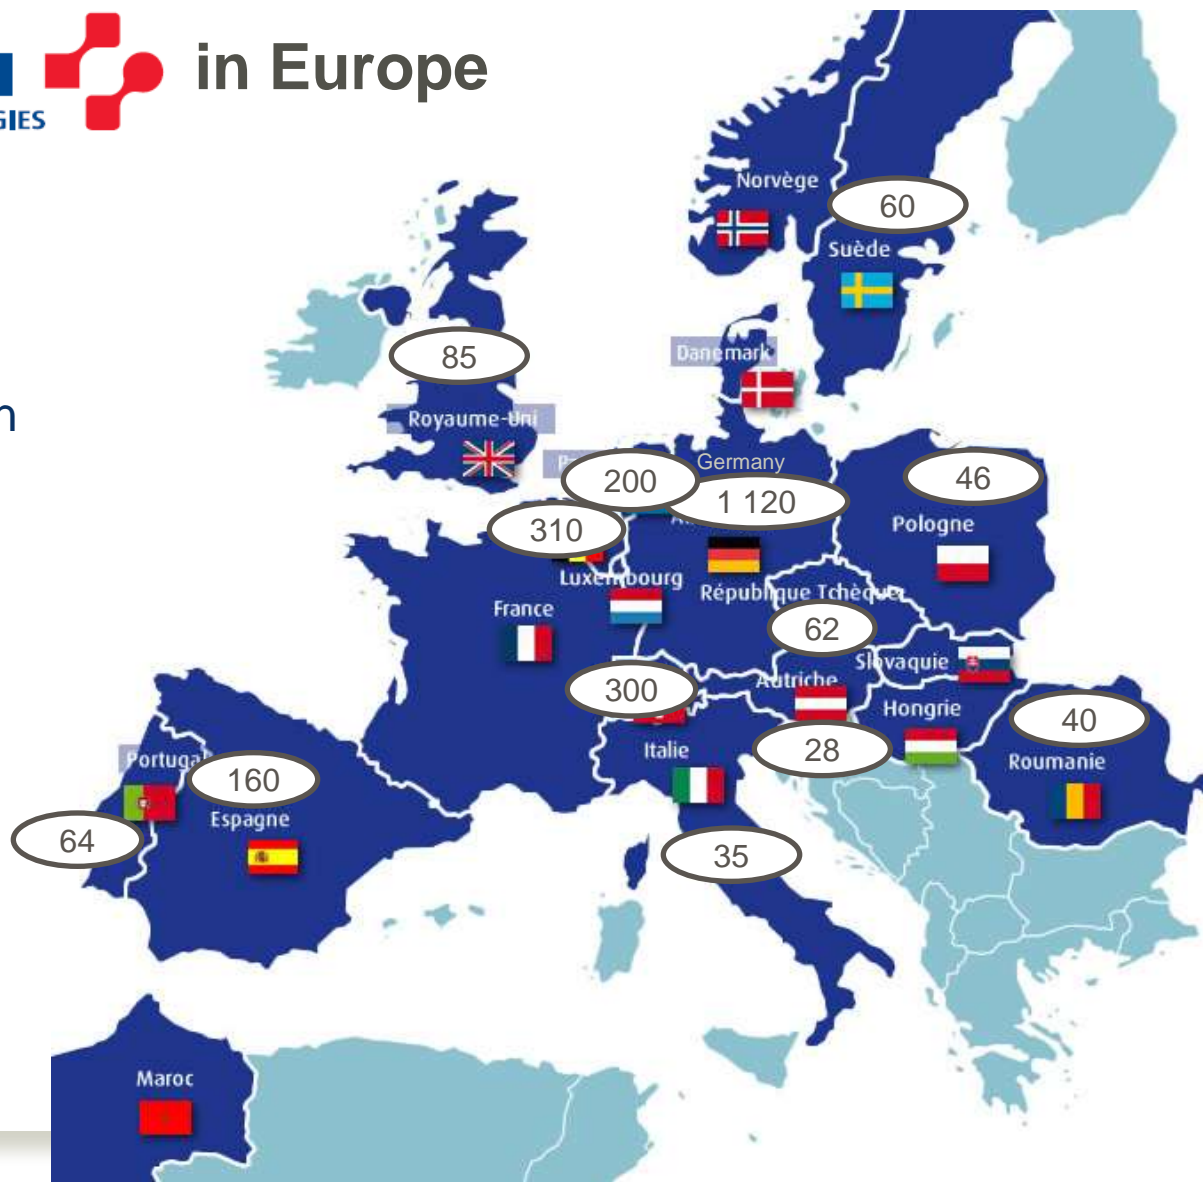 in Europe
GIES
Norvège
60
Suède
85
Danemark
n
Royaume-Uni
Germany
200
1 120
46
310
Pologne
Luxembourg
République Tchèque
France
62
Slovaquie
300
Autriche
Hongrie
40
Italie
28
Portugal
160
Roumanie
Espagne
64
35
Maroc